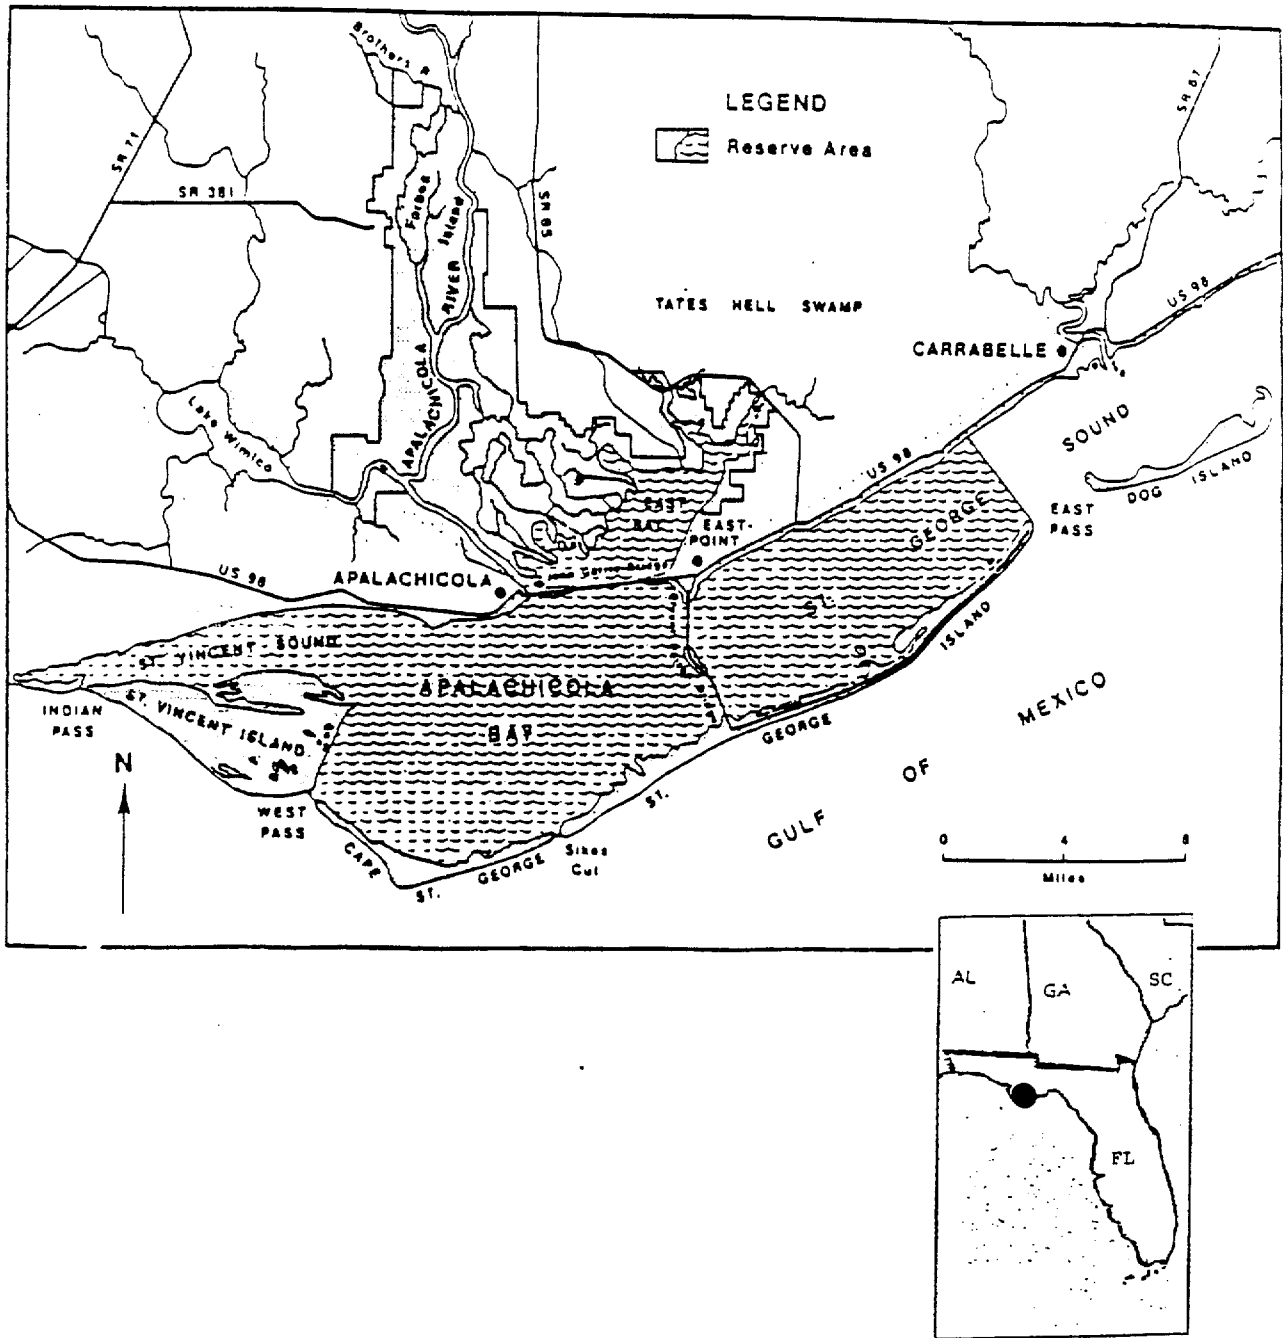 Brothers R
LEGEND
Reserve Area
SR 71
SR 381
Forbes
Island
RIVER
APALACHICOLA
SR 65
SR 67
TATES HELL SWAMP
CARRABELLE
US 98
Lake Wimico
SOUND
DOG ISLAND
EAST
PASS
US 98
GEORGE
ST.
EAST
BAY
EAST-
POINT
US 98
APALACHICOLA
ST. VINCENT SOUND
ST. VINCENT ISLAND
INDIAN
PASS
APALACHICOLA
BAY
ISLAND
GEORGE
ST.
MEXICO
OF
GULF
N
WEST
PASS
CAPE
ST.
GEORGE
Sikes
Cut
0 4 8
Miles
AL
GA
SC
FL